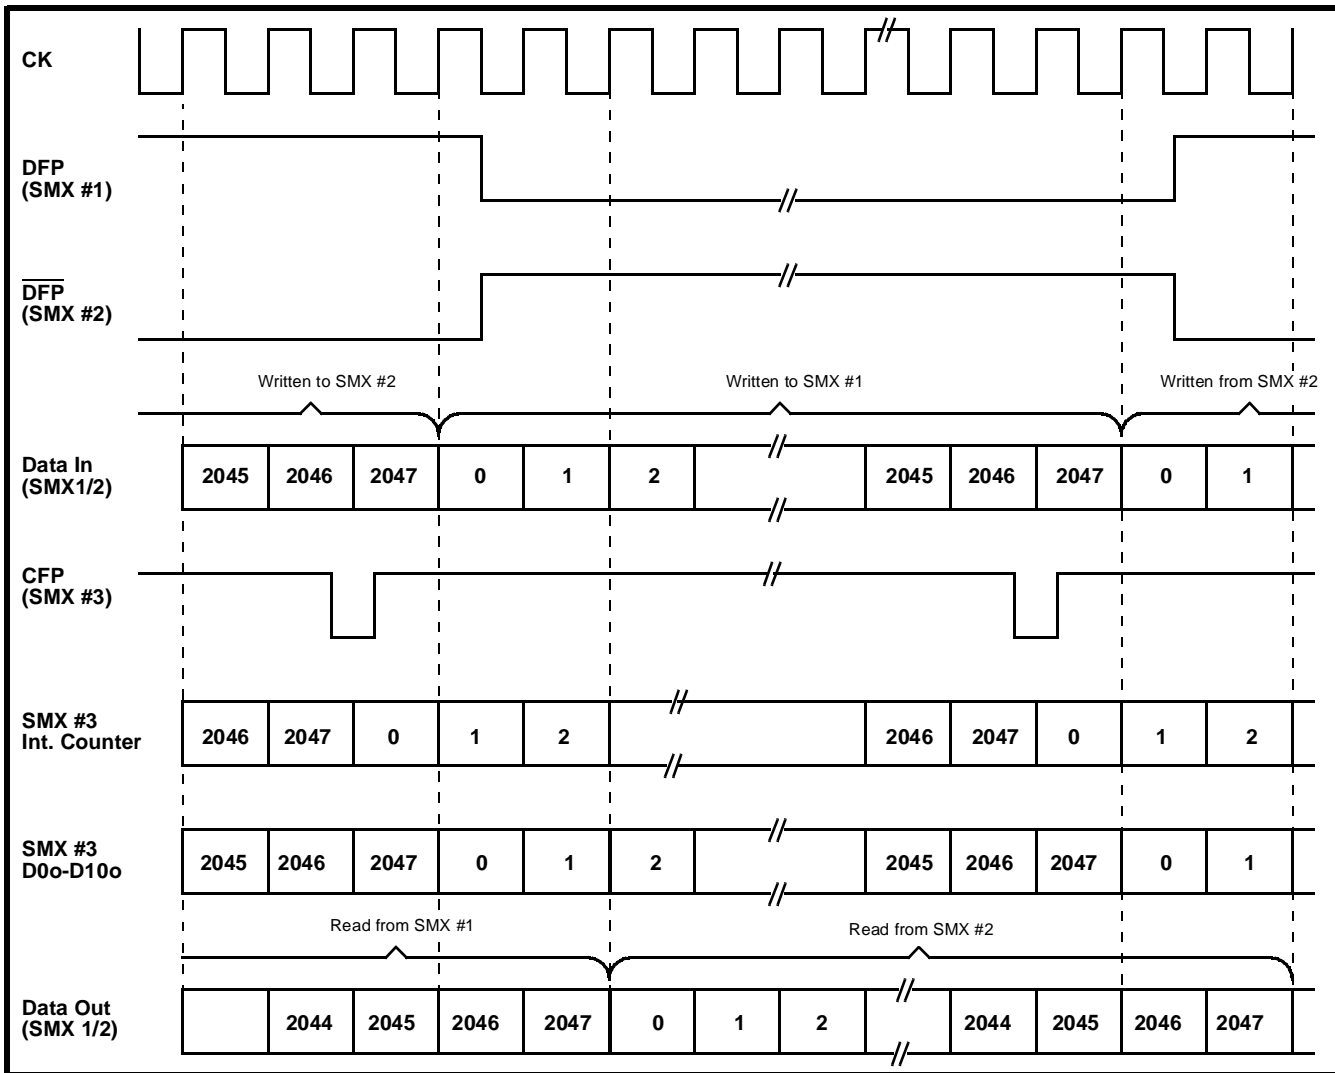 CK
DFP
(SMX #1)
DFP
(SMX #2)
Written to SMX #2 Written to SMX #1 Written from SMX #2
Data In
(SMX1/2)
2045 2046 2047 0 1 2 2045 2046 2047 0 1
CFP
(SMX #3)
SMX #3
Int. Counter
2046 2047 0 1 2 2046 2047 0 1 2
SMX #3
D0o-D10o
2045 2046 2047 0 1 2 2045 2046 2047 0 1
Read from SMX #1 Read from SMX #2
Data Out
(SMX 1/2)
2044 2045 2046 2047 0 1 2 2044 2045 2046 2047